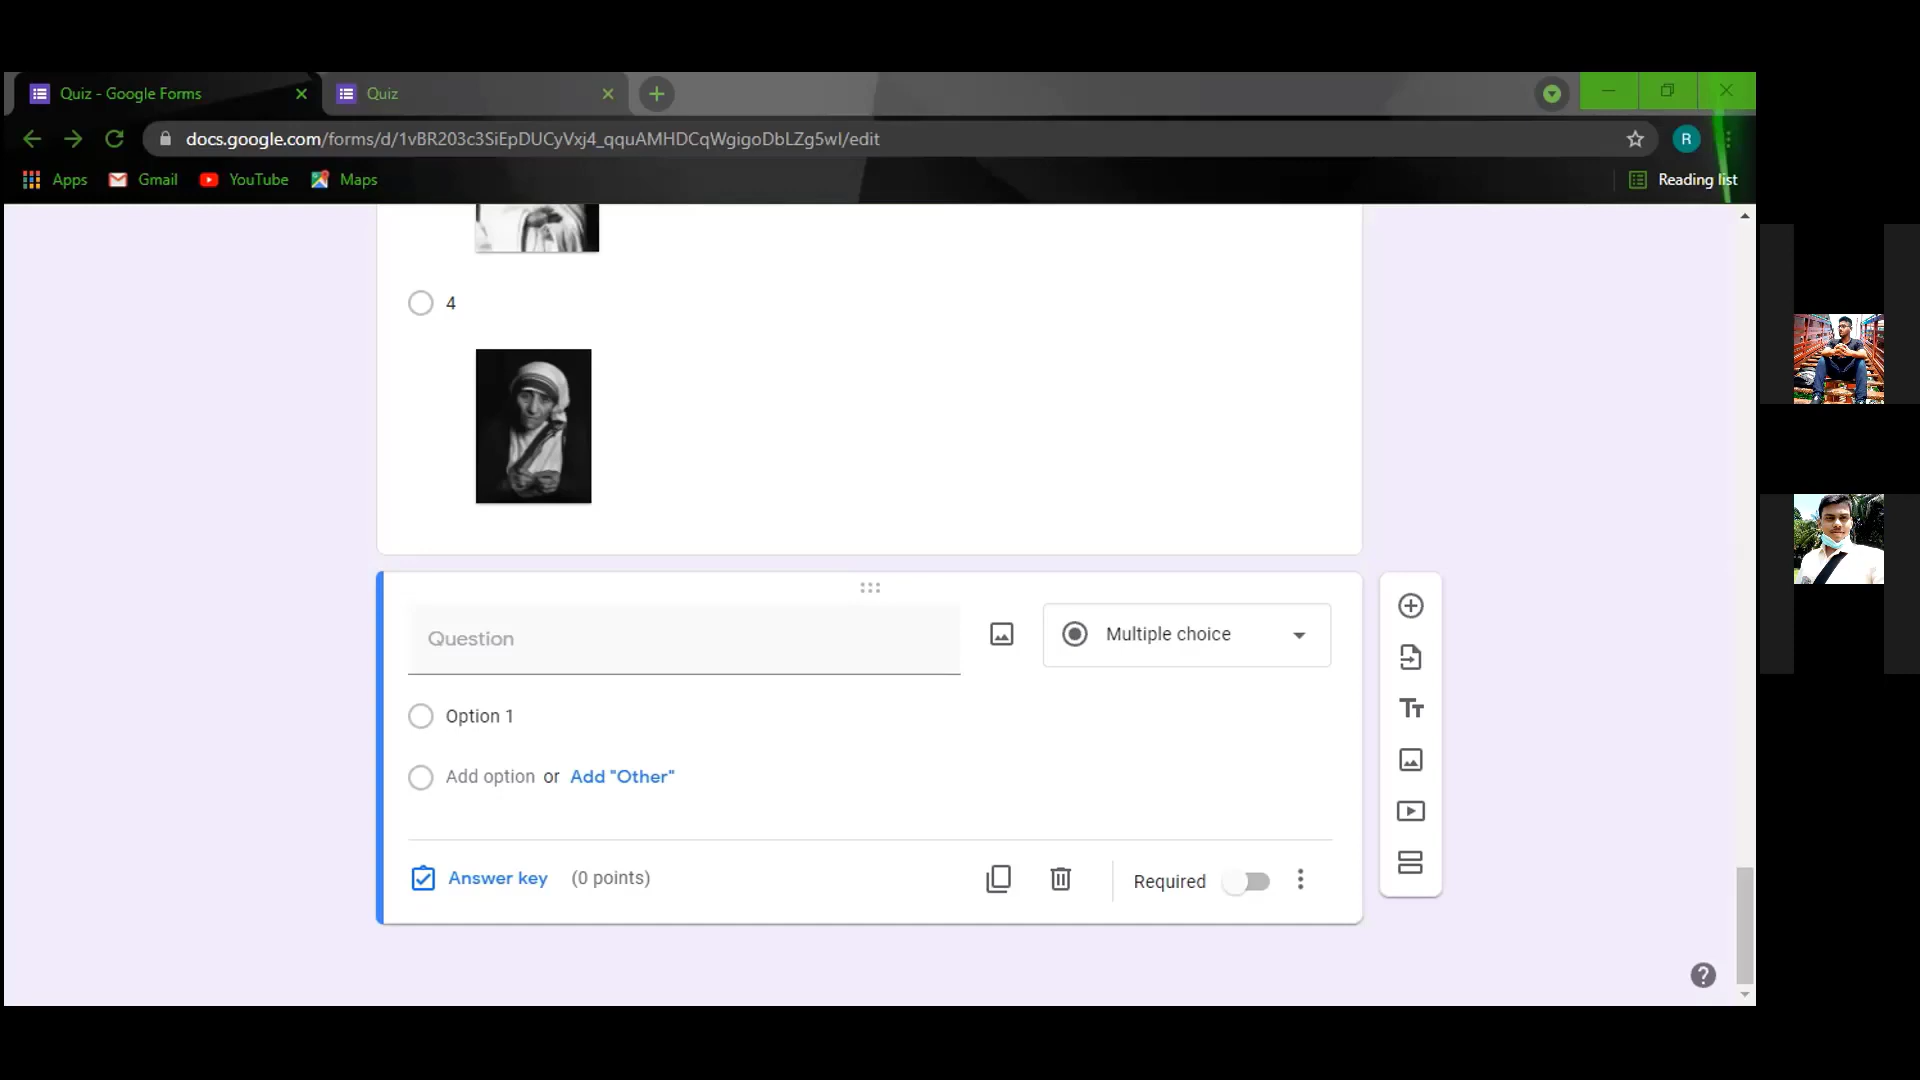 Quiz - Google Forms
Quiz
docs.google.com/forms/d/1vBR203c3SiEpDUCyVxj4_qquAMHDCqWgigoDbLZg5wI/edit
R
Apps
Gmail
YouTube
Maps
Reading list
4
Question
Multiple choice
Option 1
Add option or Add "Other"
Answer key (0 points)
Required